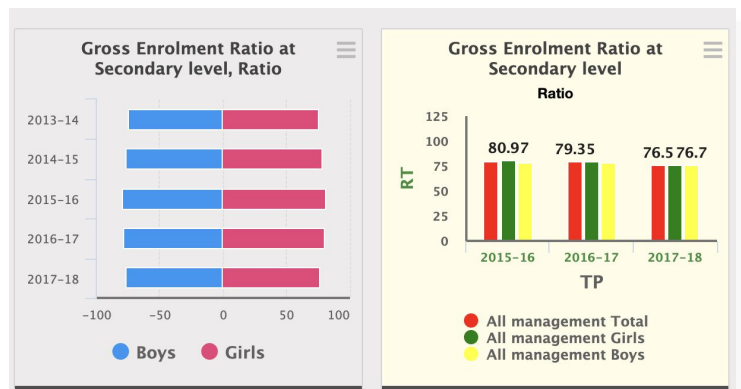 Gross Enrolment Ratio at
Secondary level, Ratio
2013-14
2014-15
2015-16
2016-17
2017-18
-100 -50 0 50 100
Boys Girls
Gross Enrolment Ratio at
Secondary level
Ratio
RT
125
100
75
50
25
0
80.97 79.35 76.5 76.7
2015-16 2016-17 2017-18
TP
All management Total
All management Girls
All management Boys